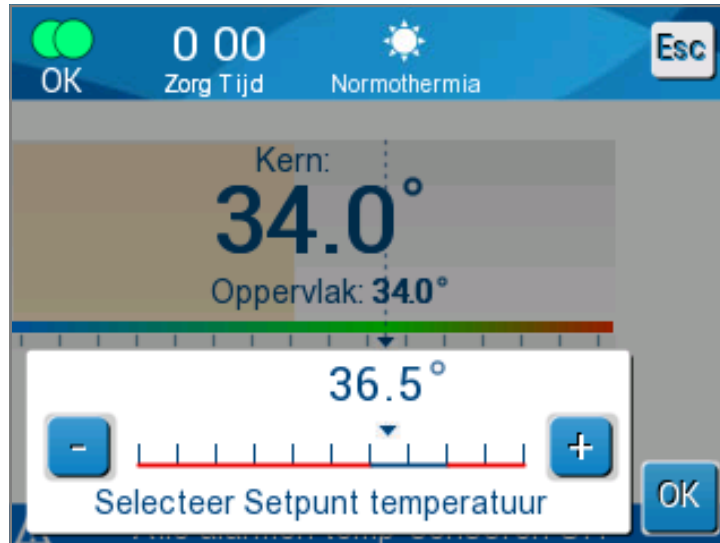 OK
0 00
Zorg Tijd
Normothermia
Esc
Kern:
34.0°
Oppervlak: 34.0°
36.5°
-
+
Selecteer Setpunt temperatuur
OK